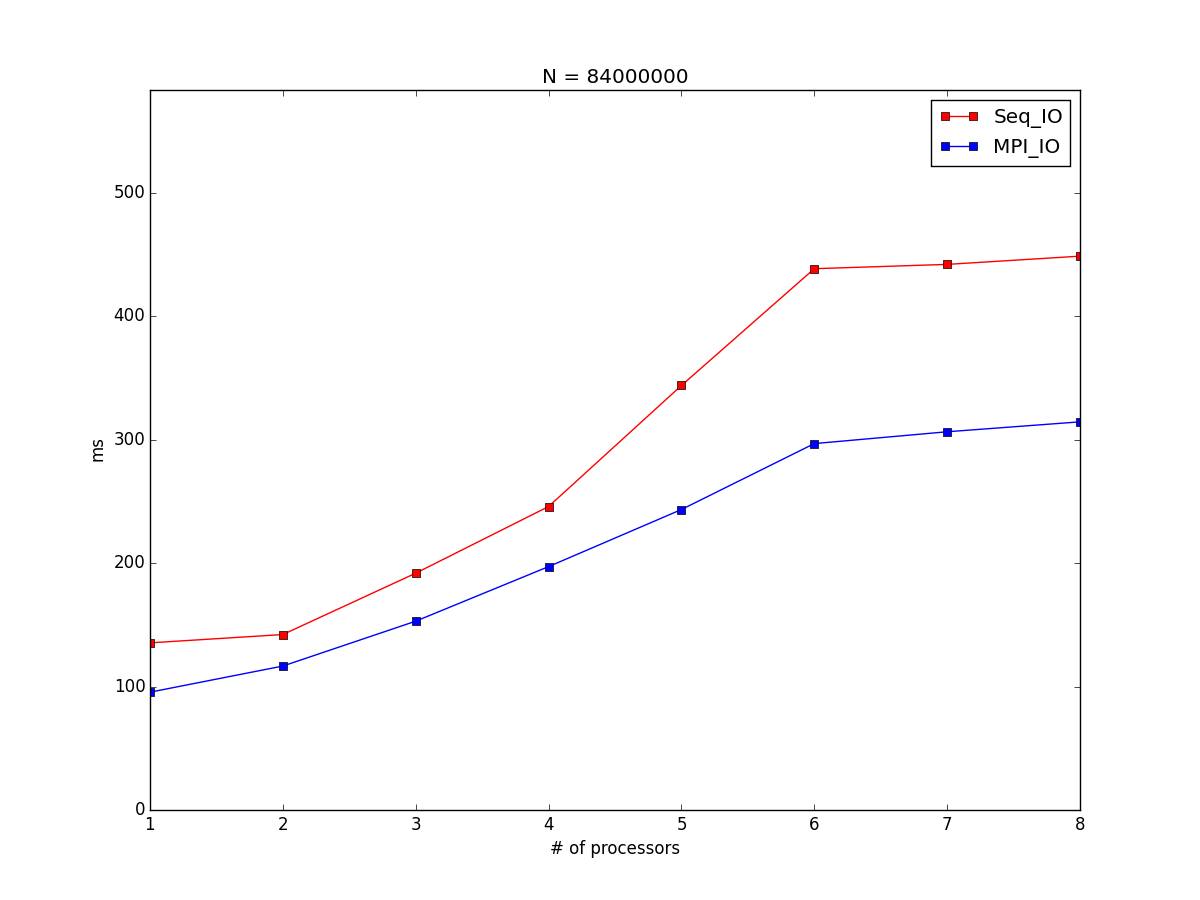 N = 84000000
Seq_IO
MPI_IO
500
400
300
200
100
0
ms
1 2 3 4 5 6 7 8
# of processors